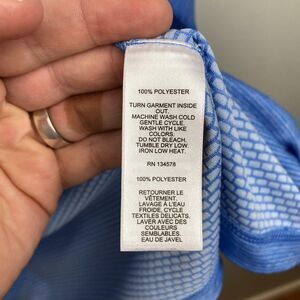 100% POLYESTER
TURN GARMENT INSIDE
OUT.
MACHINE WASH COLD
GENTLE CYCLE.
WASH WITH LIKE
COLORS.
DO NOT BLEACH.
TUMBLE DRY LOW.
IRON LOW HEAT.
RN 134576
100% POLYESTER
RETOURNER LE
VÊTEMENT.
LAVAGE À L'EAU
FROIDE, CYCLE
TEXTILES DELICATS.
LAVER AVEC DES
COULEURS
SEMBLABLES.
EAU DE JAVEL